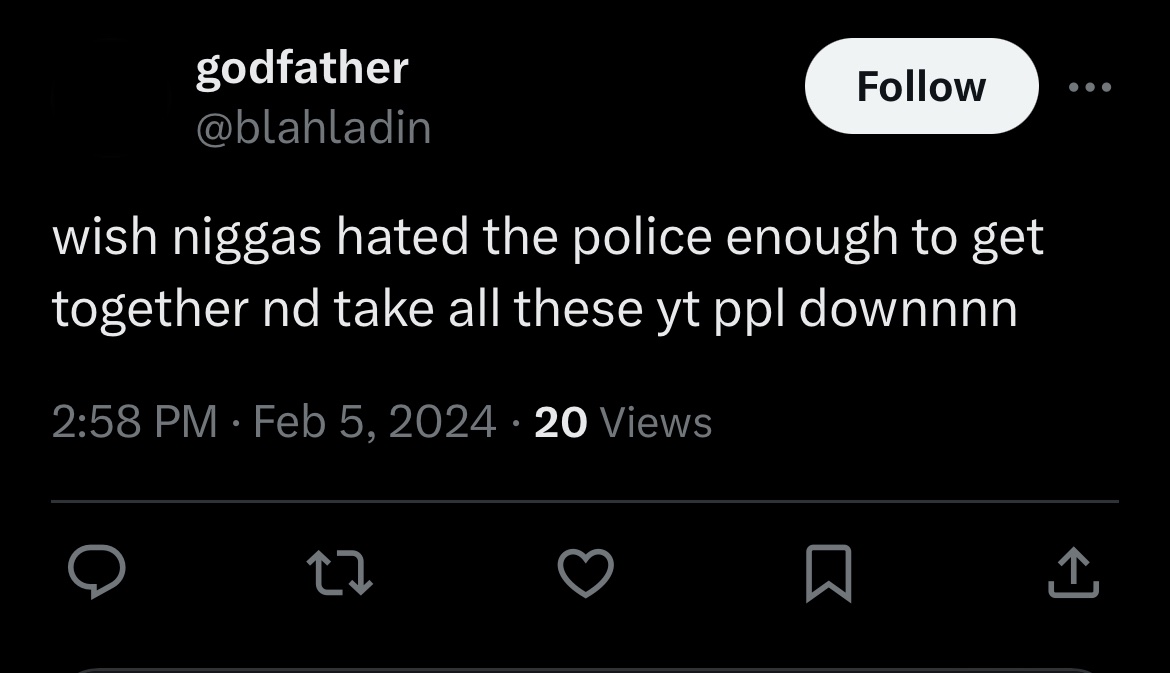 godfather
Follow
@blahladin
wish niggas hated the police enough to get
together nd take all these yt ppl downnnn
2:58 PM · Feb 5, 2024 · 20 Views